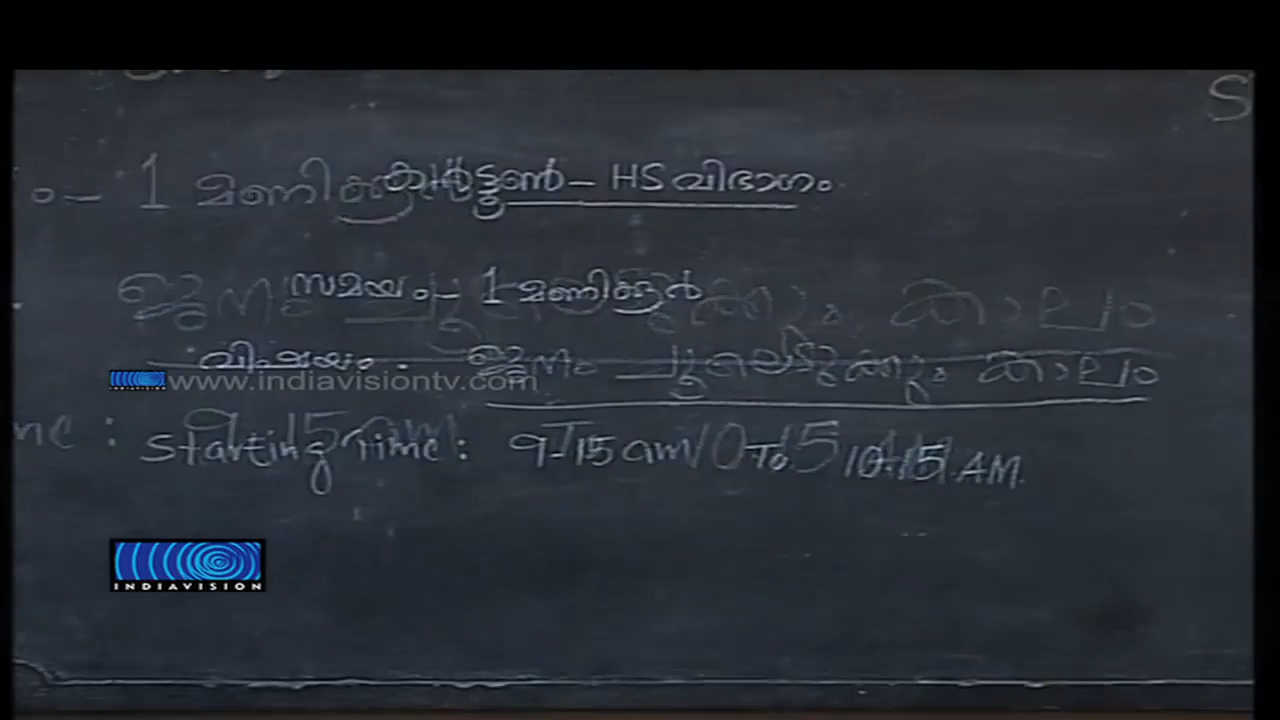 S
കാർട്ടൂൺ – HS വിഭാഗം
സമയം – 1 മണിക്കൂർ
വിഷയം : ജനം ചൂലെടുക്കും കാലം
www.indiavisiontv.com
Starting Time : 9-15 am To 10.15 AM.
INDIAVISION